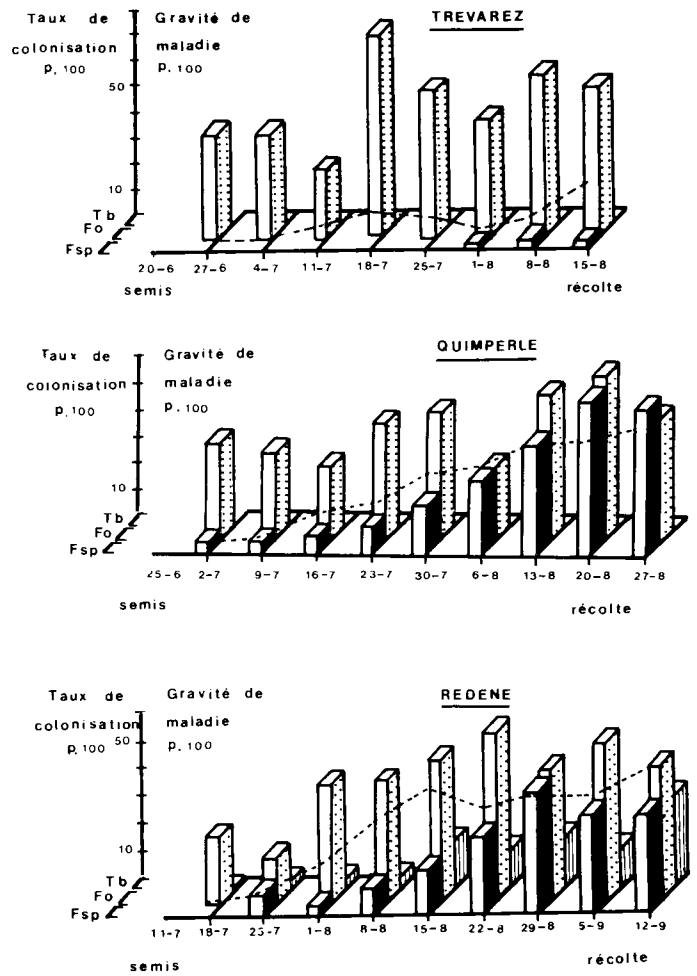 Taux de Gravité de TREVAREZ
colonisation maladie
p. 100 p. 100
50
10
Tb
Fo
Fsp
20-6 27-6 4-7 11-7 18-7 25-7 1-8 8-8 15-8
semis récolte
Taux de Gravité de QUIMPERLE
colonisation maladie
p. 100 p. 100
10
Tb
Fo
Fsp
25-6 2-7 9-7 16-7 23-7 30-7 6-8 13-8 20-8 27-8
semis récolte
Taux de Gravité de REDENE
colonisation maladie
p. 100 50 p. 100
10
Tb
Fo
Fsp
11-7 18-7 25-7 1-8 8-8 15-8 22-8 29-8 5-9 12-9
semis récolte